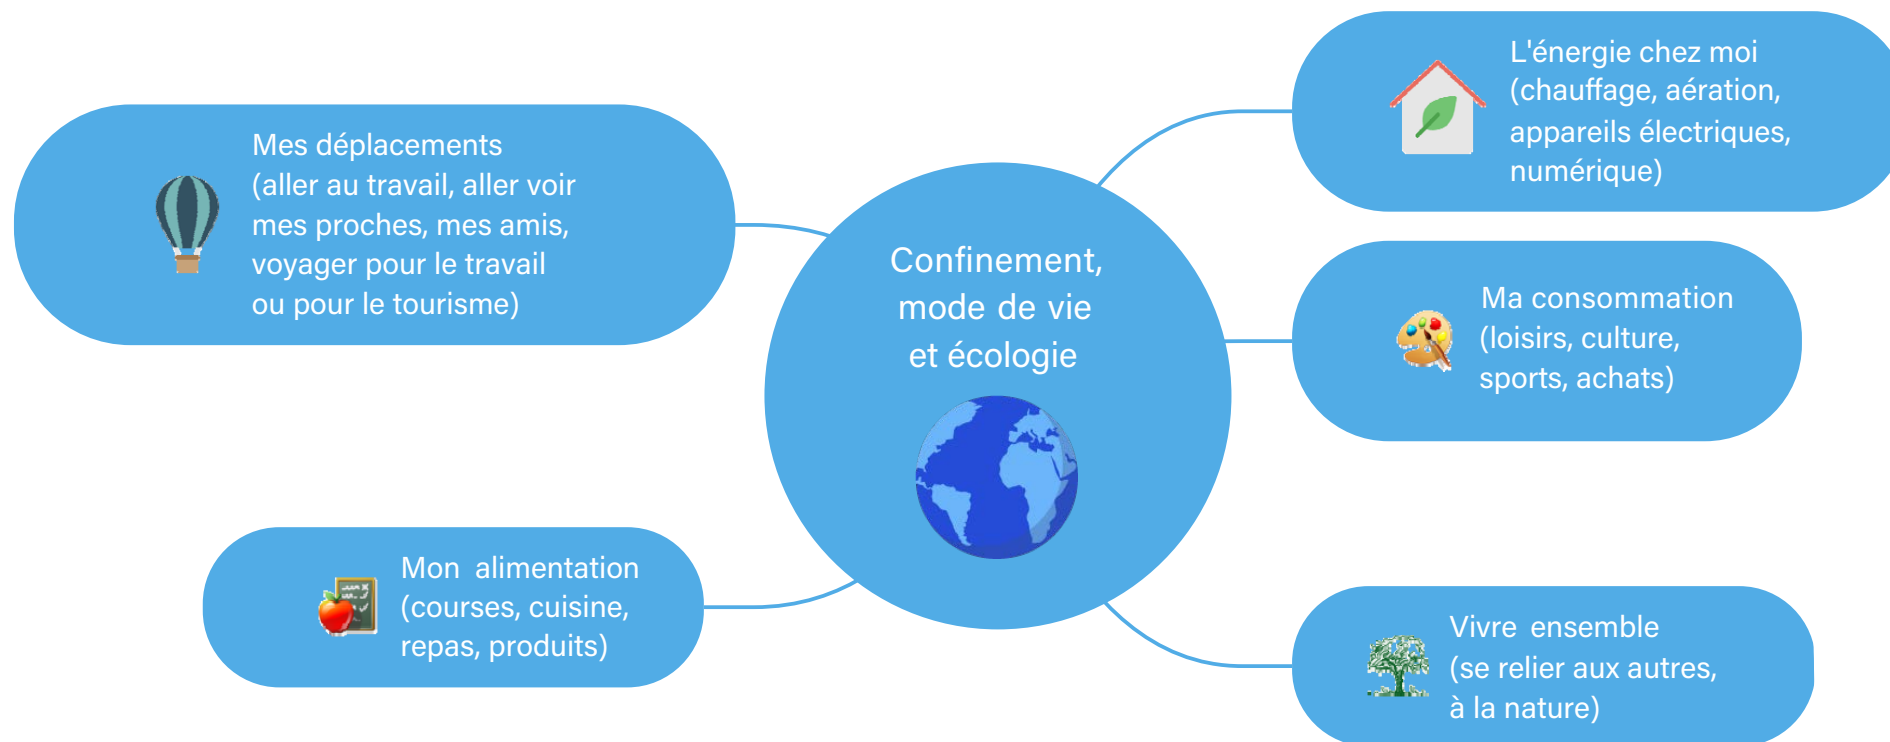 L'énergie chez moi
(chauffage, aération,
appareils électriques,
numérique)
Mes déplacements
(aller au travail, aller voir
mes proches, mes amis,
voyager pour le travail
ou pour le tourisme)
Confinement,
mode de vie
et écologie
Ma consommation
(loisirs, culture,
sports, achats)
Mon alimentation
(courses, cuisine,
repas, produits)
Vivre ensemble
(se relier aux autres,
à la nature)